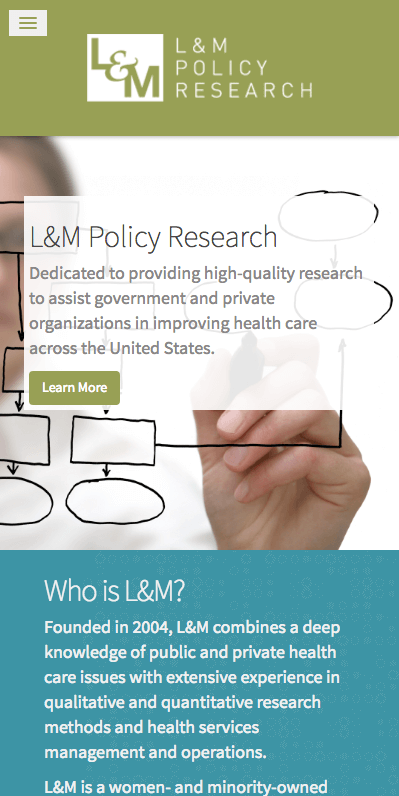 L&M
L&M
POLICY
RESEARCH
L&M Policy Research
Dedicated to providing high-quality research
to assist government and private
organizations in improving health care
across the United States.
Learn More
Who is L&M?
Founded in 2004, L&M combines a deep
knowledge of public and private health
care issues with extensive experience in
qualitative and quantitative research
methods and health services
management and operations.
L&M is a women- and minority-owned